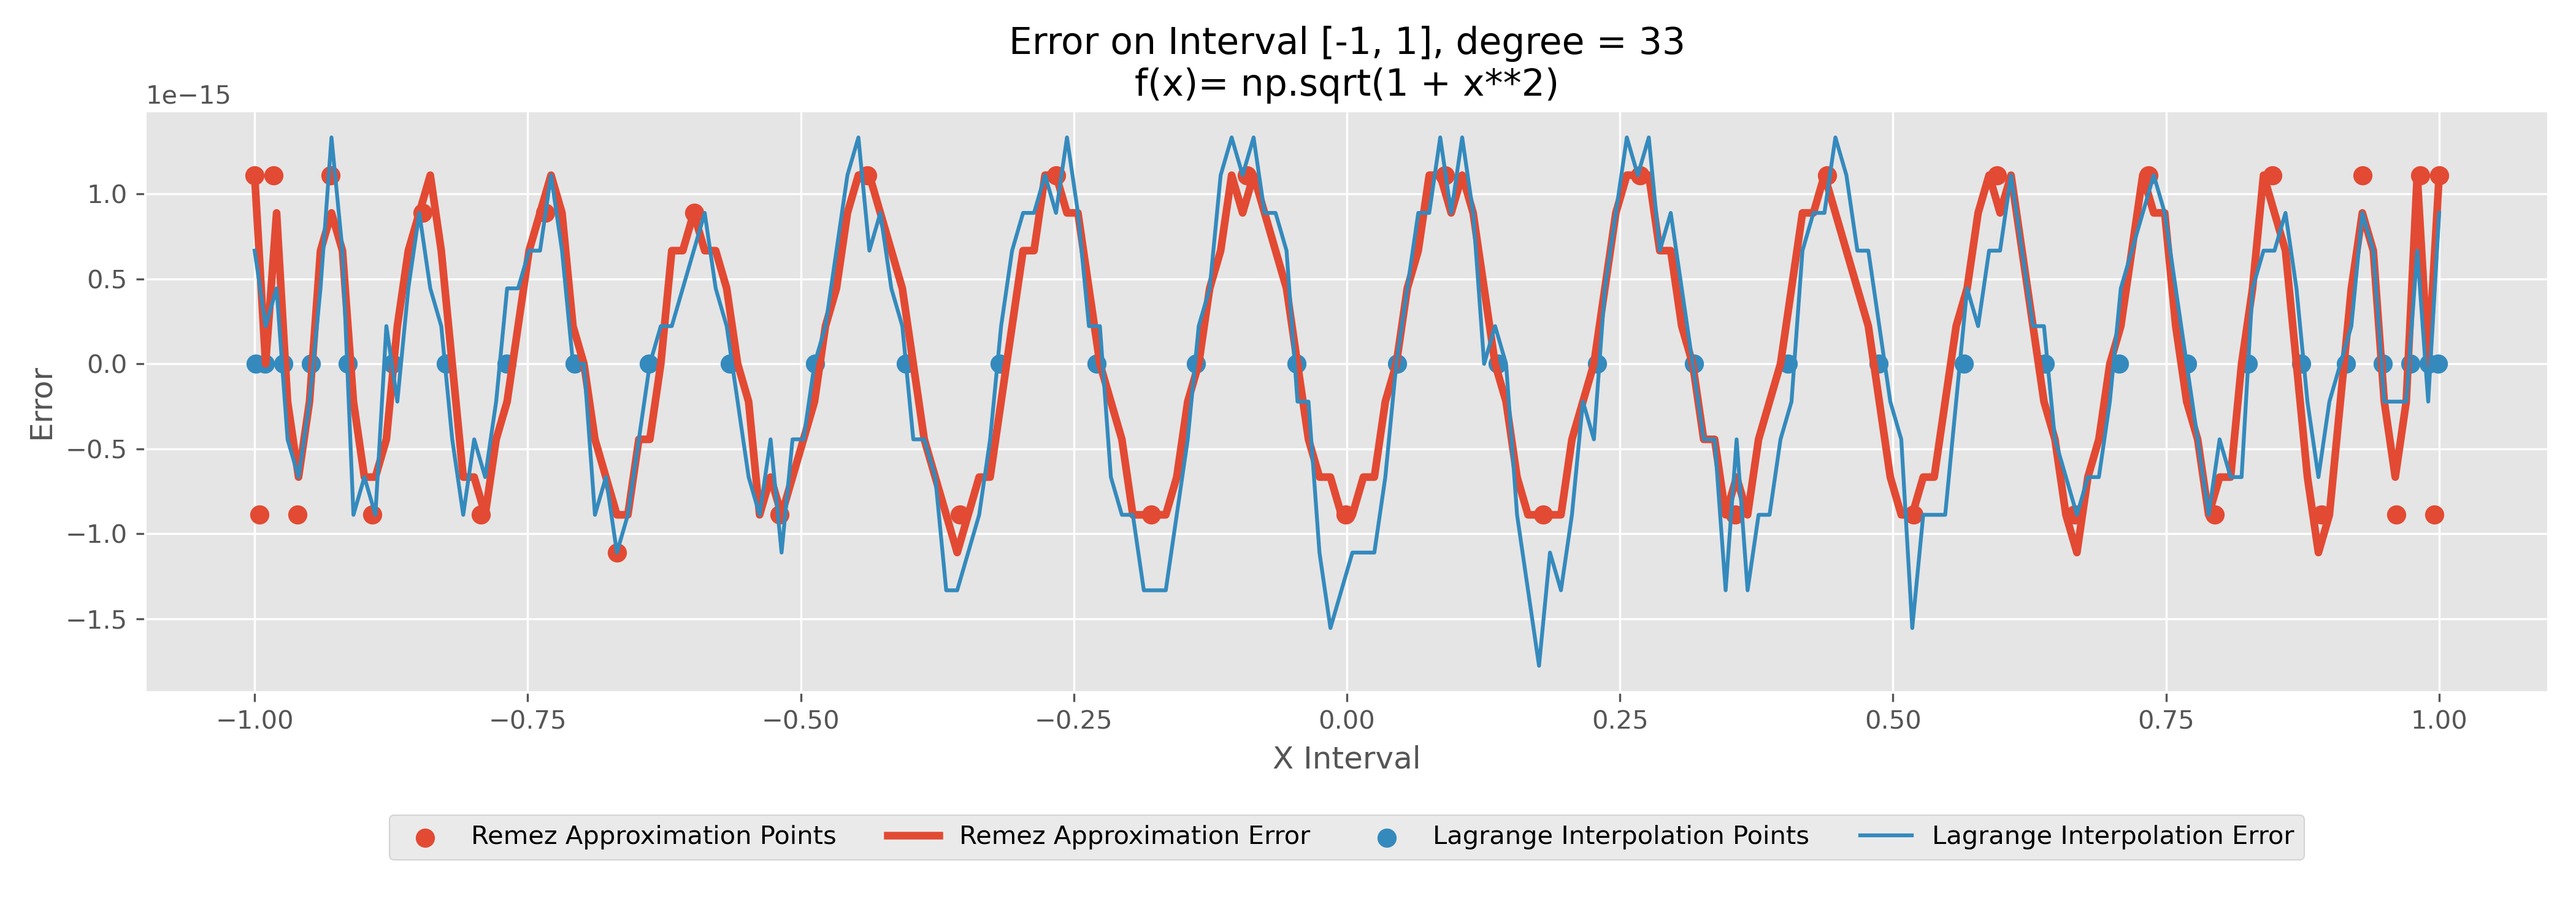 Error on Interval [-1, 1], degree = 33
f(x)= np.sqrt(1 + x**2)
1e−15
1.0
0.5
0.0
−0.5
−1.0
−1.5
Error
−1.00 −0.75 −0.50 −0.25 0.00 0.25 0.50 0.75 1.00
X Interval
Remez Approximation Points Remez Approximation Error Lagrange Interpolation Points Lagrange Interpolation Error